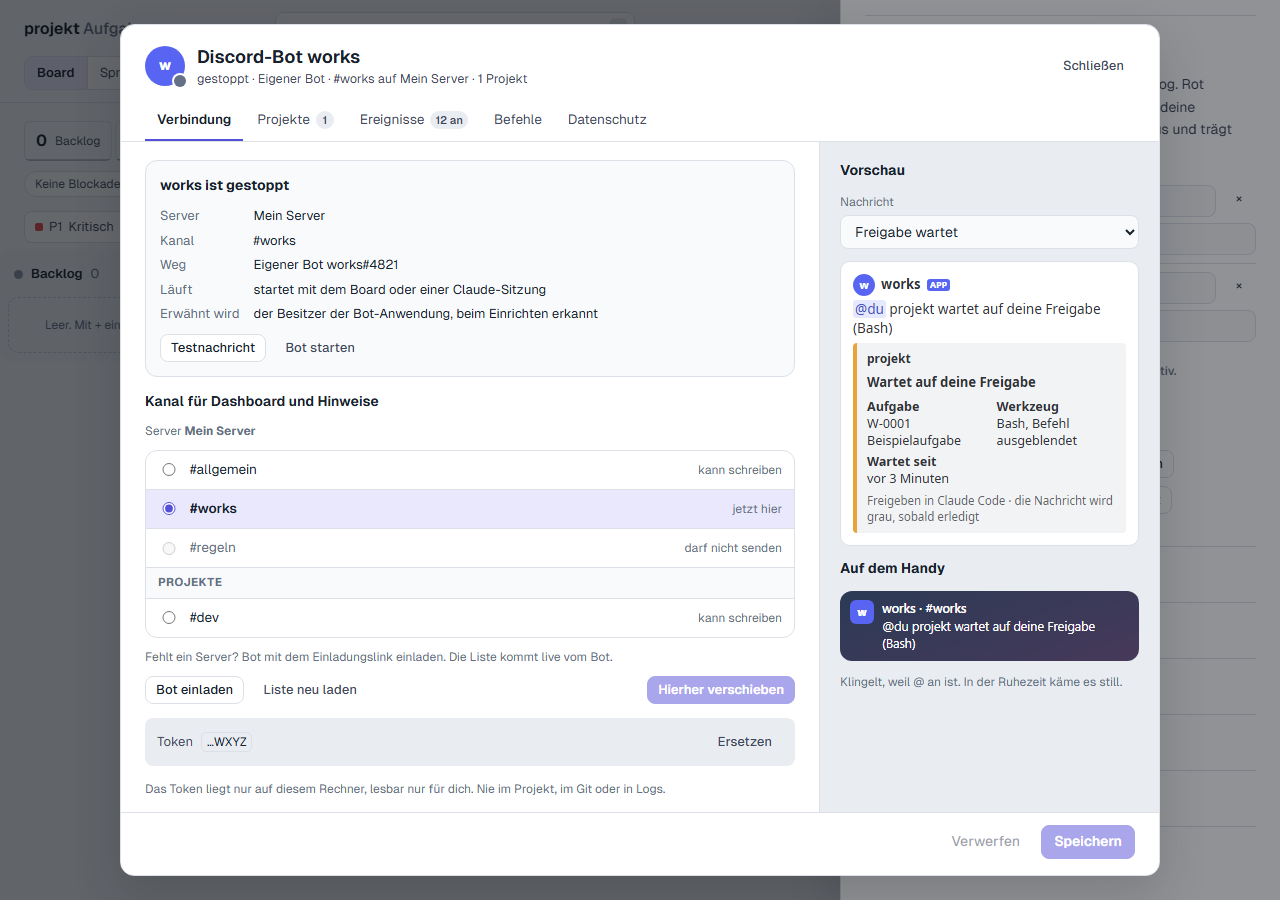 projekt Aufga
Board Spr
0 Backlog
Keine Blockade
P1 Kritisch
Backlog 0
Leer. Mit + ein
w
Discord-Bot works
gestoppt · Eigener Bot · #works auf Mein Server · 1 Projekt
Schließen
Verbindung Projekte 1 Ereignisse 12 an Befehle Datenschutz
works ist gestoppt
Server Mein Server
Kanal #works
Weg Eigener Bot works#4821
Läuft startet mit dem Board oder einer Claude-Sitzung
Erwähnt wird der Besitzer der Bot-Anwendung, beim Einrichten erkannt
Testnachricht Bot starten
Kanal für Dashboard und Hinweise
Server Mein Server
#allgemein kann schreiben
#works jetzt hier
#regeln darf nicht senden
PROJEKTE
#dev kann schreiben
Fehlt ein Server? Bot mit dem Einladungslink einladen. Die Liste kommt live vom Bot.
Bot einladen Liste neu laden Hierher verschieben
Token …WXYZ Ersetzen
Das Token liegt nur auf diesem Rechner, lesbar nur für dich. Nie im Projekt, im Git oder in Logs.
Vorschau
Nachricht
Freigabe wartet
w works APP
@du projekt wartet auf deine Freigabe
(Bash)
projekt
Wartet auf deine Freigabe
Aufgabe Werkzeug
W-0001 Bash, Befehl
Beispielaufgabe ausgeblendet
Wartet seit
vor 3 Minuten
Freigeben in Claude Code · die Nachricht wird
grau, sobald erledigt
Auf dem Handy
w works · #works
@du projekt wartet auf deine Freigabe
(Bash)
Klingelt, weil @ an ist. In der Ruhezeit käme es still.
Verwerfen Speichern
og. Rot
deine
s und trägt
×
×
tiv.